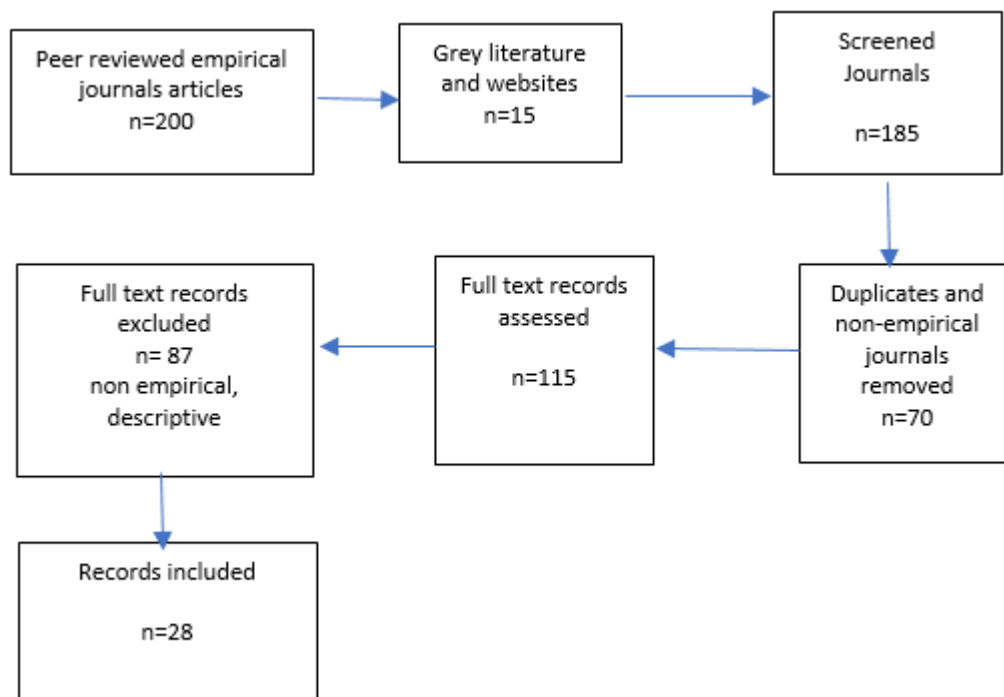 Peer reviewed empirical
journals articles
n=200
Grey literature
and websites
n=15
Screened
Journals
n=185
Duplicates and
non-empirical
journals
removed
n=70
Full text records
assessed
n=115
Full text records
excluded
n= 87
non empirical,
descriptive
Records included
n=28